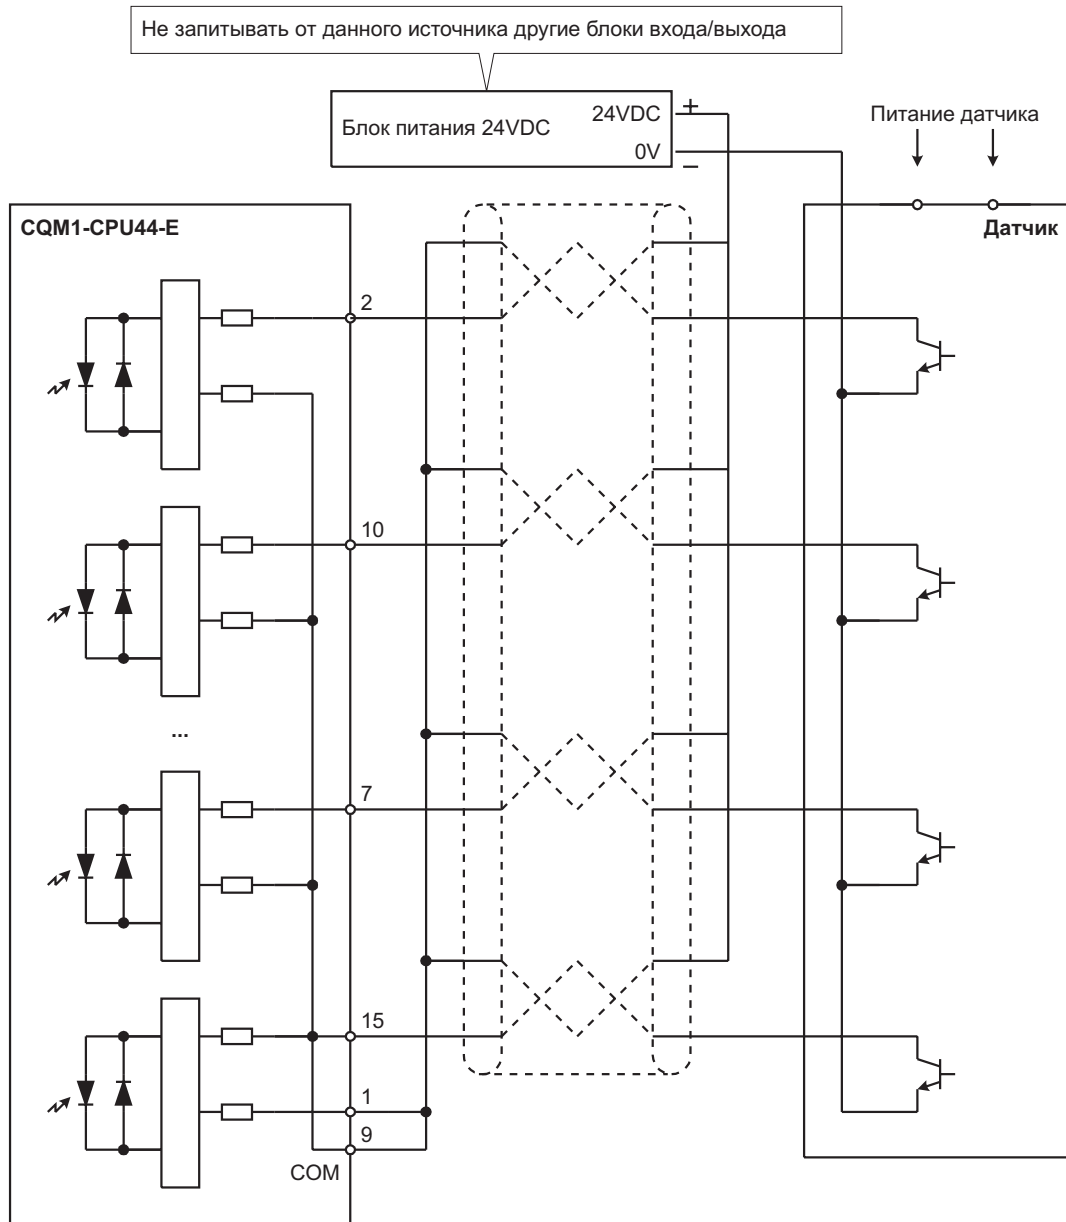 Не запитывать от данного источника другие блоки входа/выхода
Блок питания 24VDC
24VDC
+
0V
−
Питание датчика
CQM1-CPU44-E
Датчик
2
10
...
7
15
1
9
COM